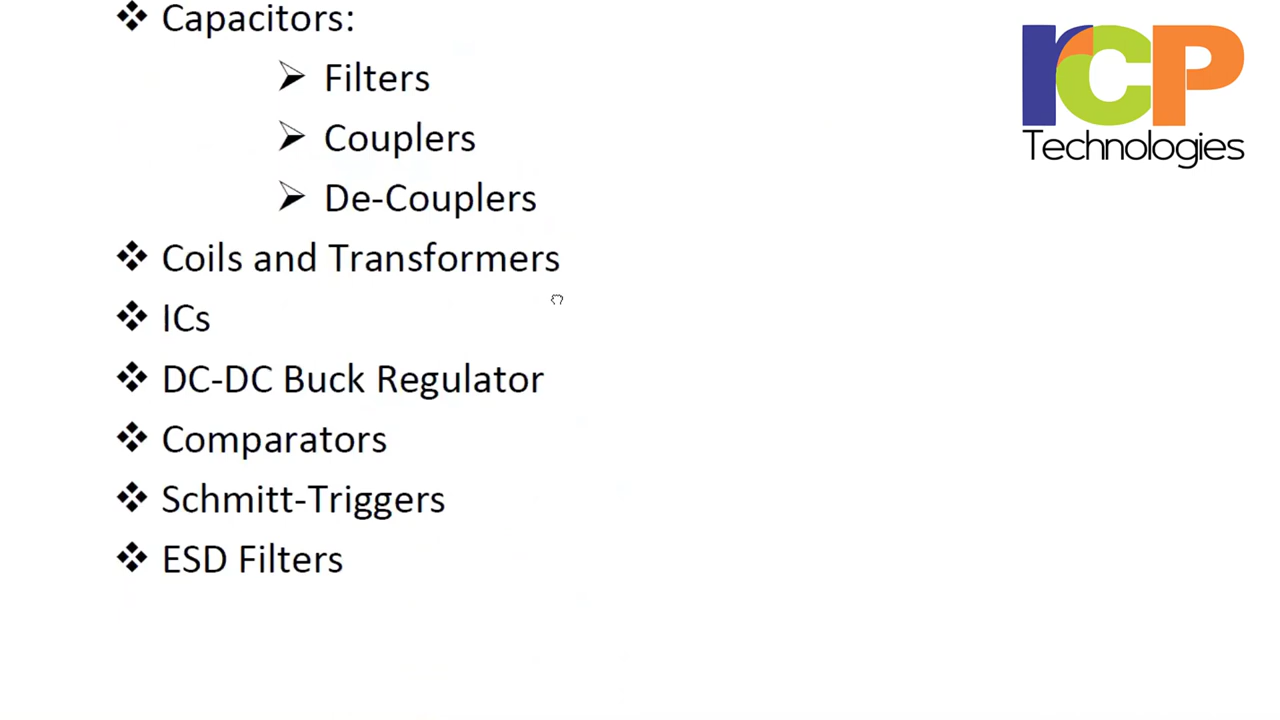 Capacitors:
Filters
Couplers
De-Couplers
Coils and Transformers
ICs
DC-DC Buck Regulator
Comparators
Schmitt-Triggers
ESD Filters
rCP
Technologies